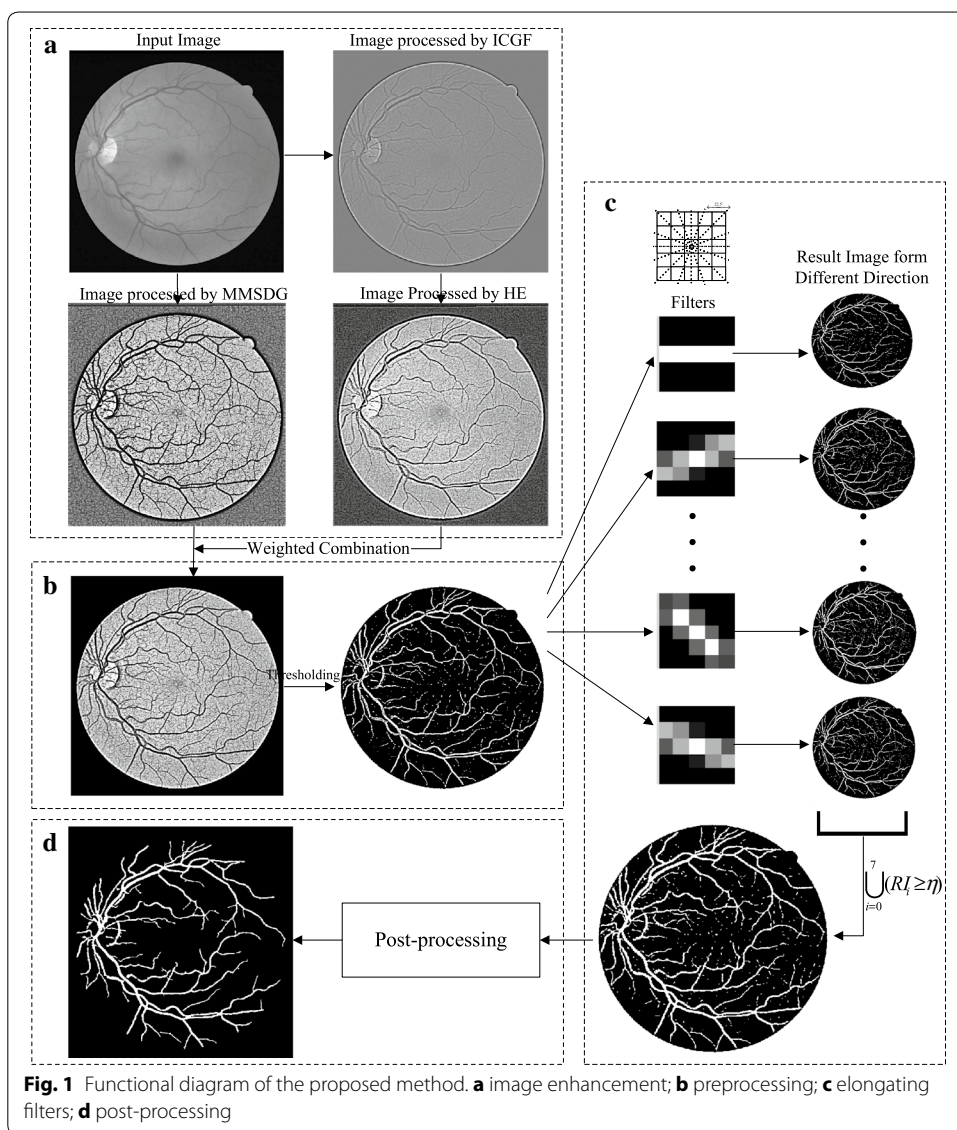 a
Input Image
Image processed by ICGF
Image processed by MMSDG
Image Processed by HE
Weighted Combination
b
Thresholding
c
Filters
Result Image form
Different Direction
7
⋃(RI_i ≥ η)
i=0
d
Post-processing
Fig. 1 Functional diagram of the proposed method. a image enhancement; b preprocessing; c elongating
filters; d post-processing